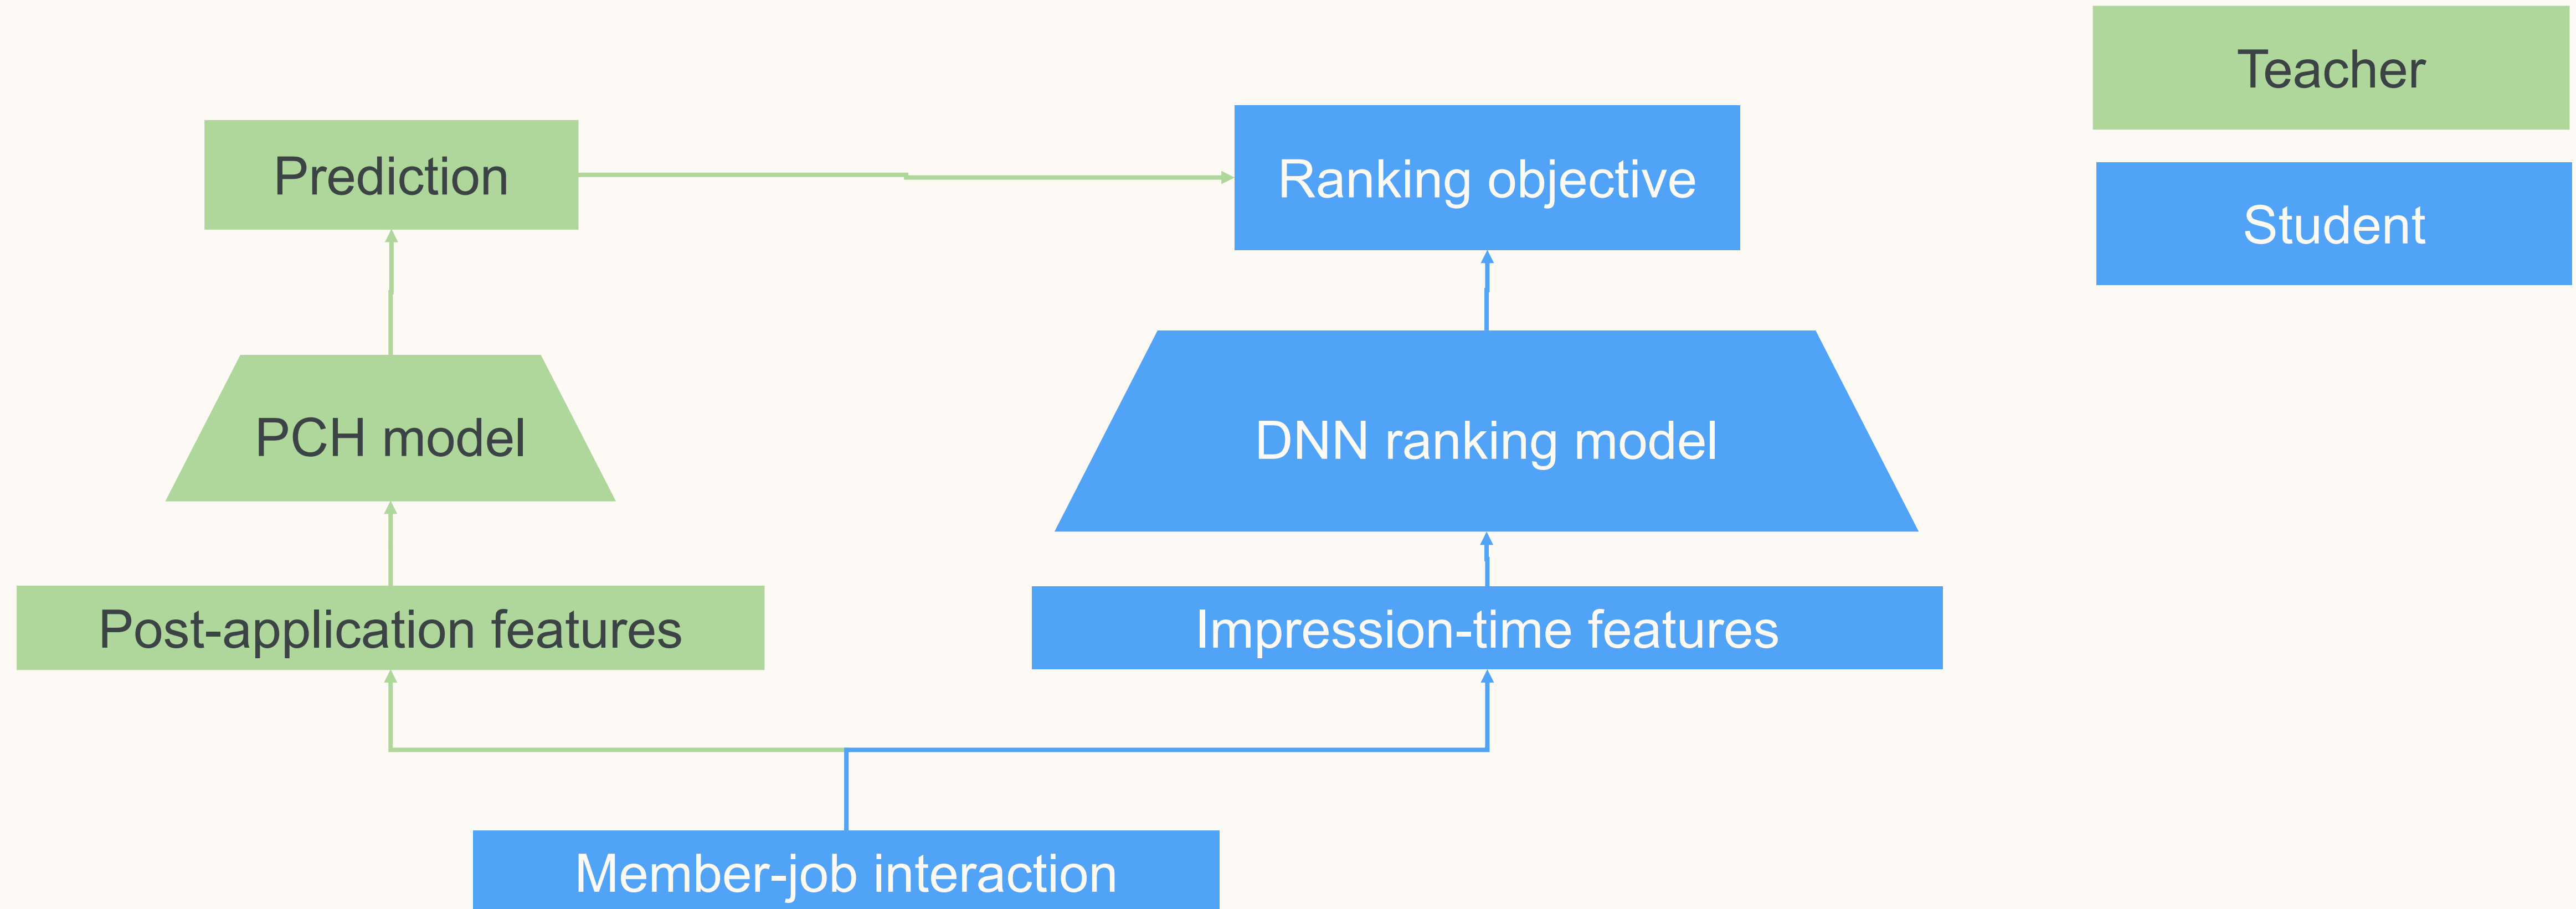 Teacher
Prediction
Ranking objective
Student
PCH model
DNN ranking model
Post-application features
Impression-time features
Member-job interaction